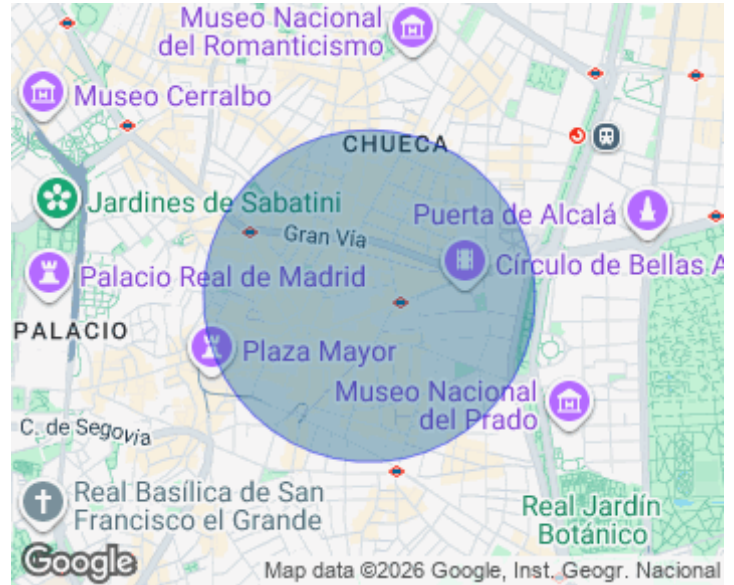 Museo Nacional
del Romanticismo
Museo Cerralbo
CHUECA
Jardines de Sabatini
Puerta de Alcalá
Gran Vía
Círculo de Bellas A
Palacio Real de Madrid
PALACIO
Plaza Mayor
Museo Nacional
del Prado
C. de Segovia
Real Basílica de San
Francisco el Grande
Real Jardín
Botánico
Google
Map data ©2026 Google, Inst. Geogr. Nacional